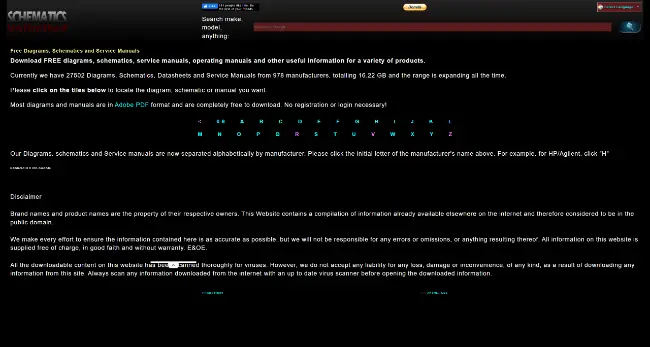 SCHEMATICS
Like
Donate
Select Language
Search make,
model,
anything:
Free Diagrams, Schematics and Service Manuals
Download FREE diagrams, schematics, service manuals, operating manuals and other useful information for a variety of products.
Currently we have 27502 Diagrams, Schematics, Datasheets and Service Manuals from 978 manufacturers, totalling 16.22 GB and the range is expanding all the time.
Please click on the tiles below to locate the diagram, schematic or manual you want.
Most diagrams and manuals are in Adobe PDF format and are completely free to download. No registration or login necessary!
< 0-9 A B C D E F G H I J K L
M N O P Q R S T U V W X Y Z
Our Diagrams, schematics and Service manuals are now separated alphabetically by manufacturer. Please click the initial letter of the manufacturer's name above. For example, for HP/Agilent, click "H"
Disclaimer
Brand names and product names are the property of their respective owners. This Website contains a compilation of information already available elsewhere on the internet and therefore considered to be in the
public domain.
We make every effort to ensure the information contained here is as accurate as possible, but we will not be responsible for any errors or omissions, or anything resulting thereof. All information on this website is
supplied free of charge, in good faith and without warranty. E&OE.
All the downloadable content on this website has been scanned thoroughly for viruses. However, we do not accept any liability for any loss, damage or inconvenience, of any kind, as a result of downloading any
information from this site. Always scan any information downloaded from the internet with an up to date virus scanner before opening the downloaded information.